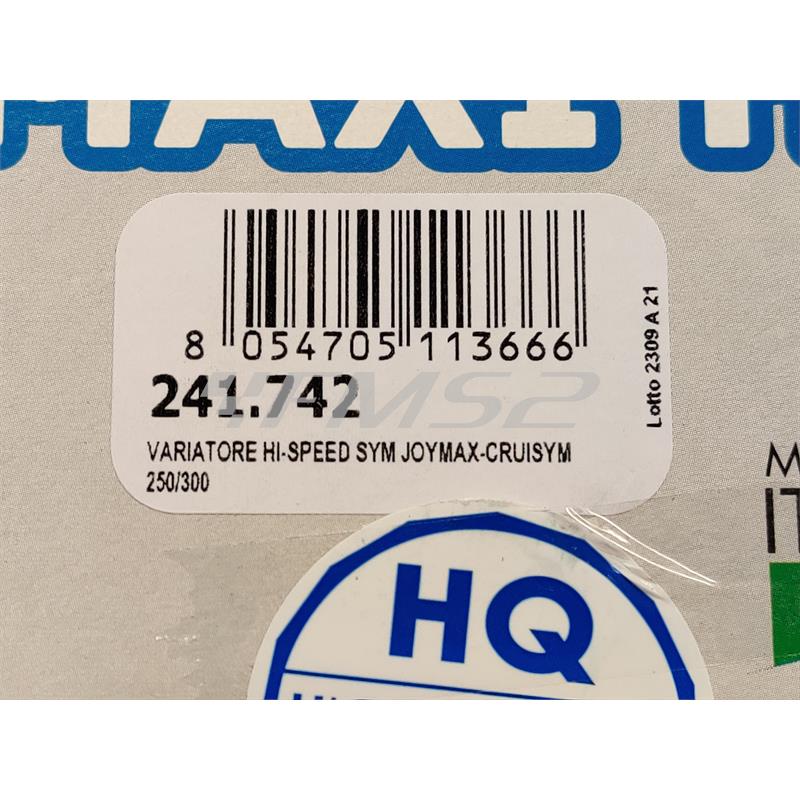 MAXI
8 054705 113666
241.742
VARIATORE HI-SPEED SYM JOYMAX-CRUISYM
250/300
Lotto 2309 A 21
HQ